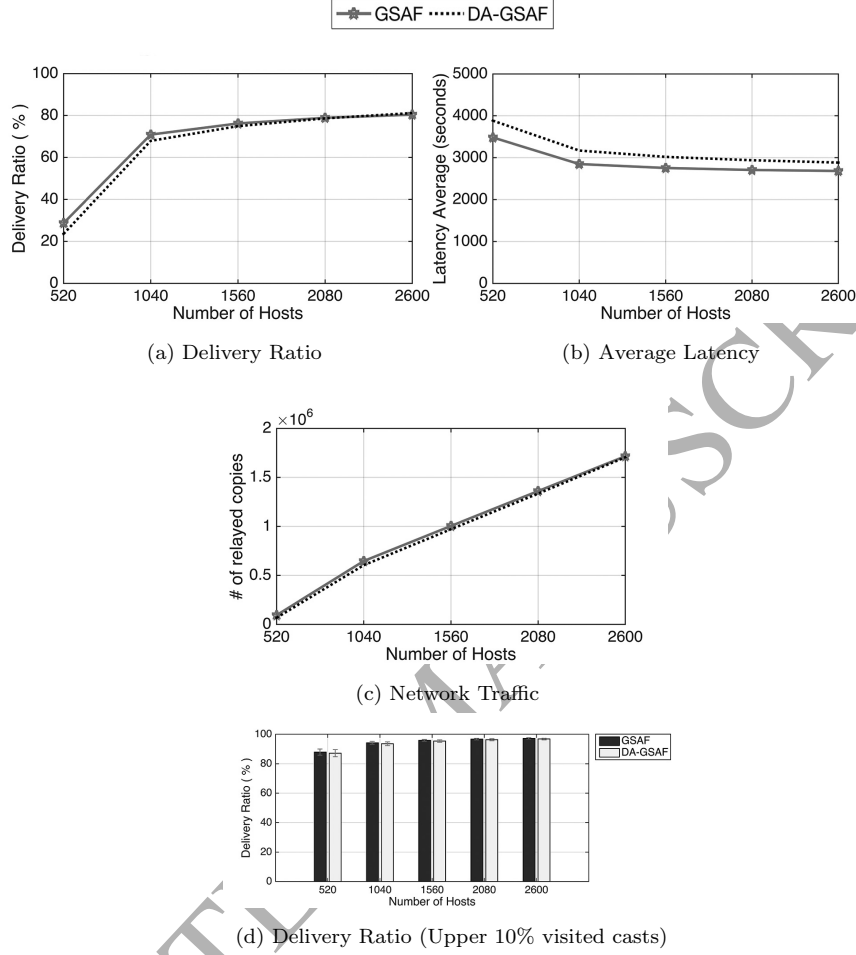 GSAF DA-GSAF
100
80
60
40
20
0
Delivery Ratio ( % )
520 1040 1560 2080 2600
Number of Hosts
(a) Delivery Ratio
5000
4000
3000
2000
1000
0
Latency Average (seconds)
520 1040 1560 2080 2600
Number of Hosts
(b) Average Latency
×10^6
2
1.5
1
0.5
0
# of relayed copies
520 1040 1560 2080 2600
Number of Hosts
(c) Network Traffic
100
80
60
40
20
0
Delivery Ratio ( % )
520 1040 1560 2080 2600
Number of Hosts
GSAF
DA-GSAF
(d) Delivery Ratio (Upper 10% visited casts)